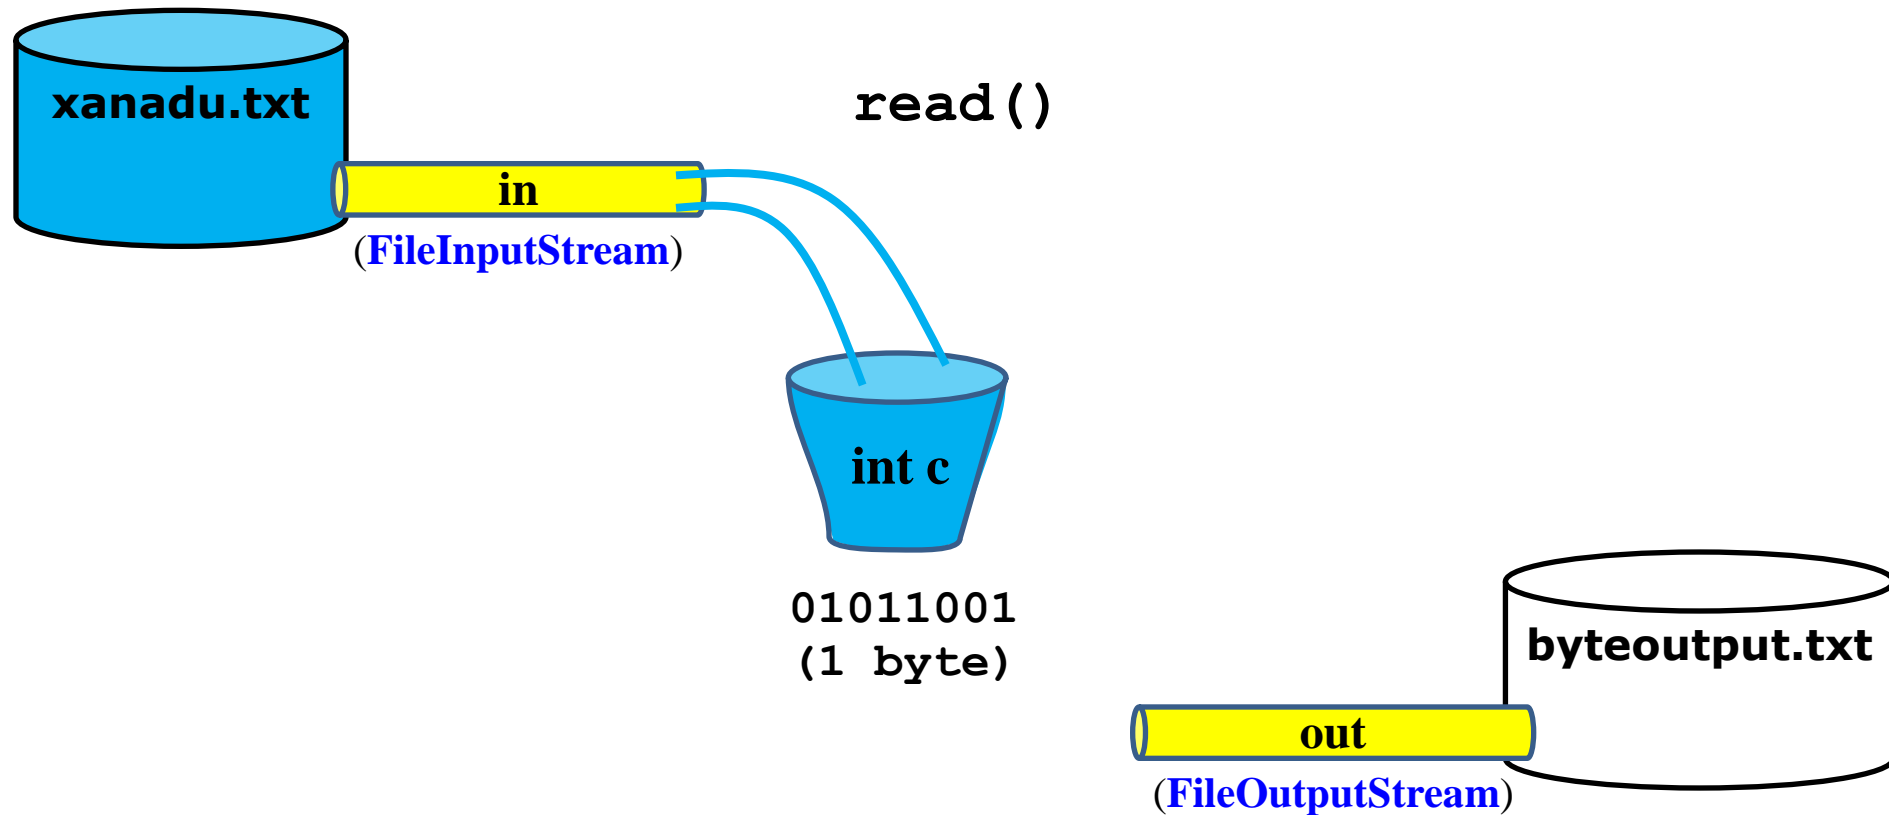 xanadu.txt
read()
in
(FileInputStream)
int c
01011001
(1 byte)
byteoutput.txt
out
(FileOutputStream)